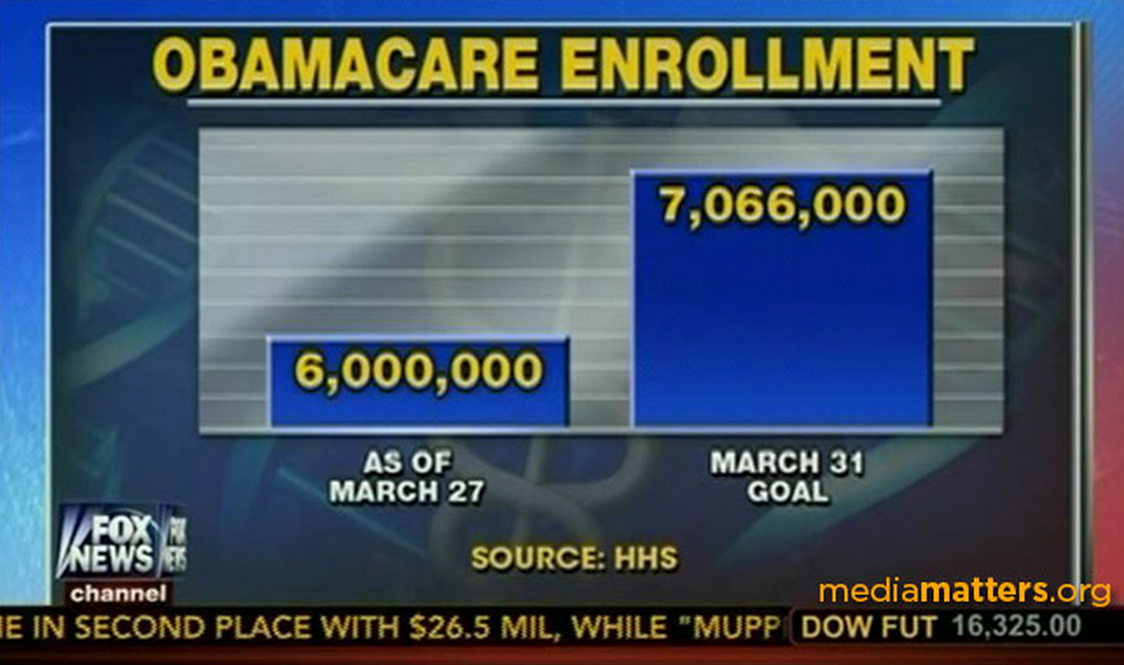 OBAMACARE ENROLLMENT
7,066,000
6,000,000
AS OF
MARCH 27
MARCH 31
GOAL
SOURCE: HHS
FOX
NEWS
channel
mediamatters.org
IN SECOND PLACE WITH $26.5 MIL, WHILE "MUPP
DOW FUT 16,325.00